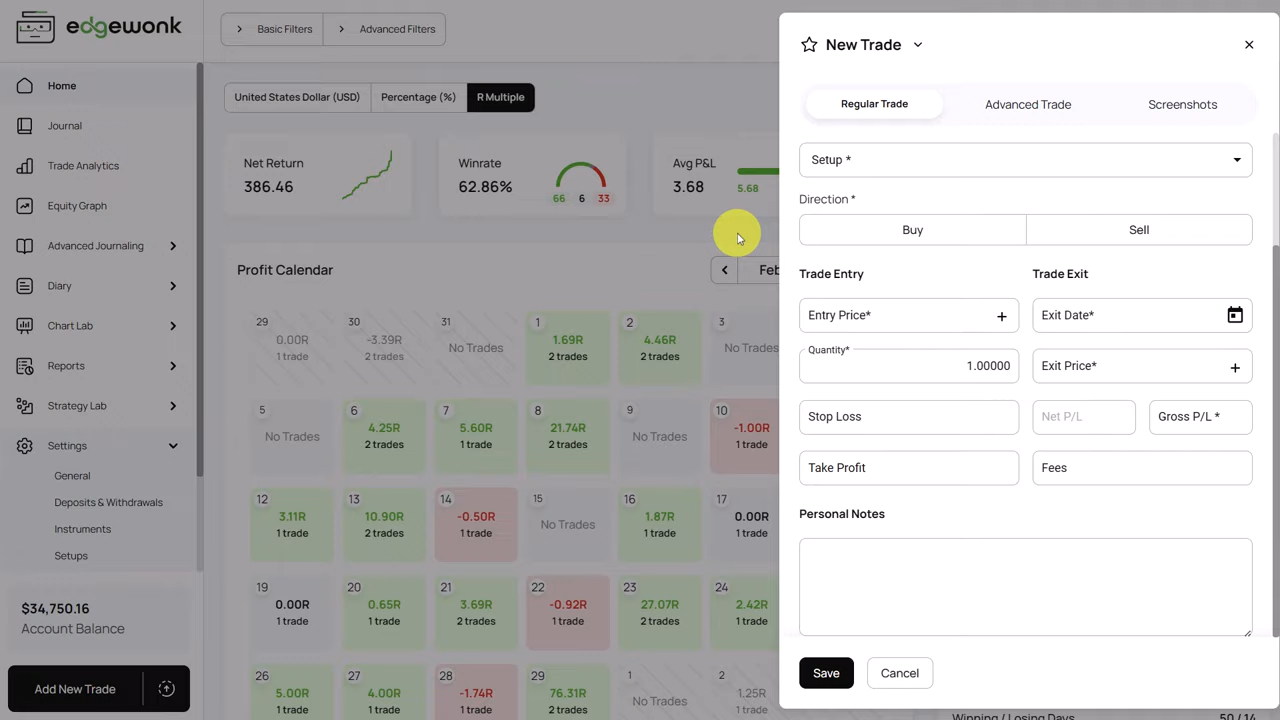 edgewonk
Home
Journal
Trade Analytics
Equity Graph
Advanced Journaling
Diary
Chart Lab
Reports
Strategy Lab
Settings
General
Deposits & Withdrawals
Instruments
Setups
$34,750.16
Account Balance
Add New Trade
Basic Filters
Advanced Filters
United States Dollar (USD)
Percentage (%)
R Multiple
Net Return
386.46
Winrate
62.86%
66 6 33
Avg P&L
3.68
5.68
Profit Calendar
Feb
29
0.00R
1 trade
30
-3.39R
2 trades
31
No Trades
1
1.69R
2 trades
2
4.46R
2 trades
3
No Trades
5
No Trades
6
4.25R
2 trades
7
5.60R
1 trade
8
21.74R
2 trades
9
No Trades
10
-1.00R
1 trade
12
3.11R
1 trade
13
10.90R
2 trades
14
-0.50R
1 trade
15
No Trades
16
1.87R
1 trade
17
0.00R
1 trade
19
0.00R
1 trade
20
0.65R
1 trade
21
3.69R
2 trades
22
-0.92R
1 trade
23
27.07R
2 trades
24
2.42R
1 trade
26
5.00R
1 trade
27
4.00R
1 trade
28
-1.74R
1 trade
29
76.31R
2 trades
1
No Trades
2
1.25R
1 trade
New Trade
Regular Trade
Advanced Trade
Screenshots
Setup *
Direction *
Buy
Sell
Trade Entry
Trade Exit
Entry Price*
Exit Date*
Quantity*
1.00000
Exit Price*
Stop Loss
Net P/L
Gross P/L *
Take Profit
Fees
Personal Notes
Save
Cancel
Winning / Losing Days
50 / 14